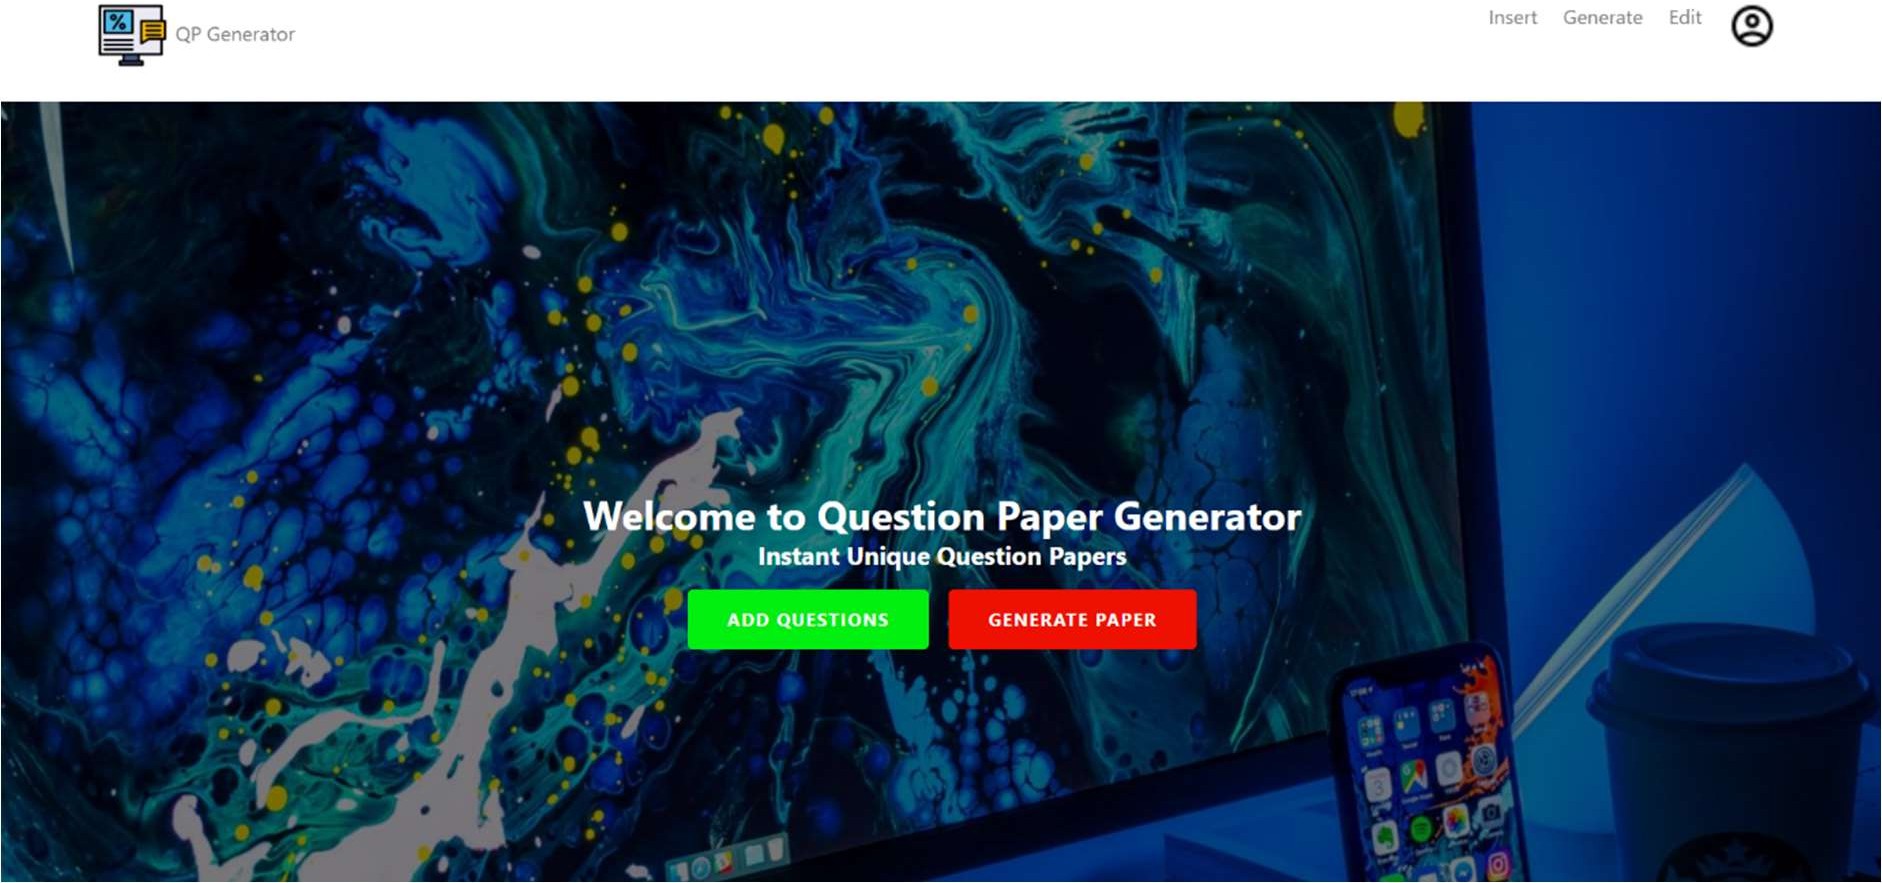 QP Generator
Insert Generate Edit
Welcome to Question Paper Generator
Instant Unique Question Papers
ADD QUESTIONS GENERATE PAPER